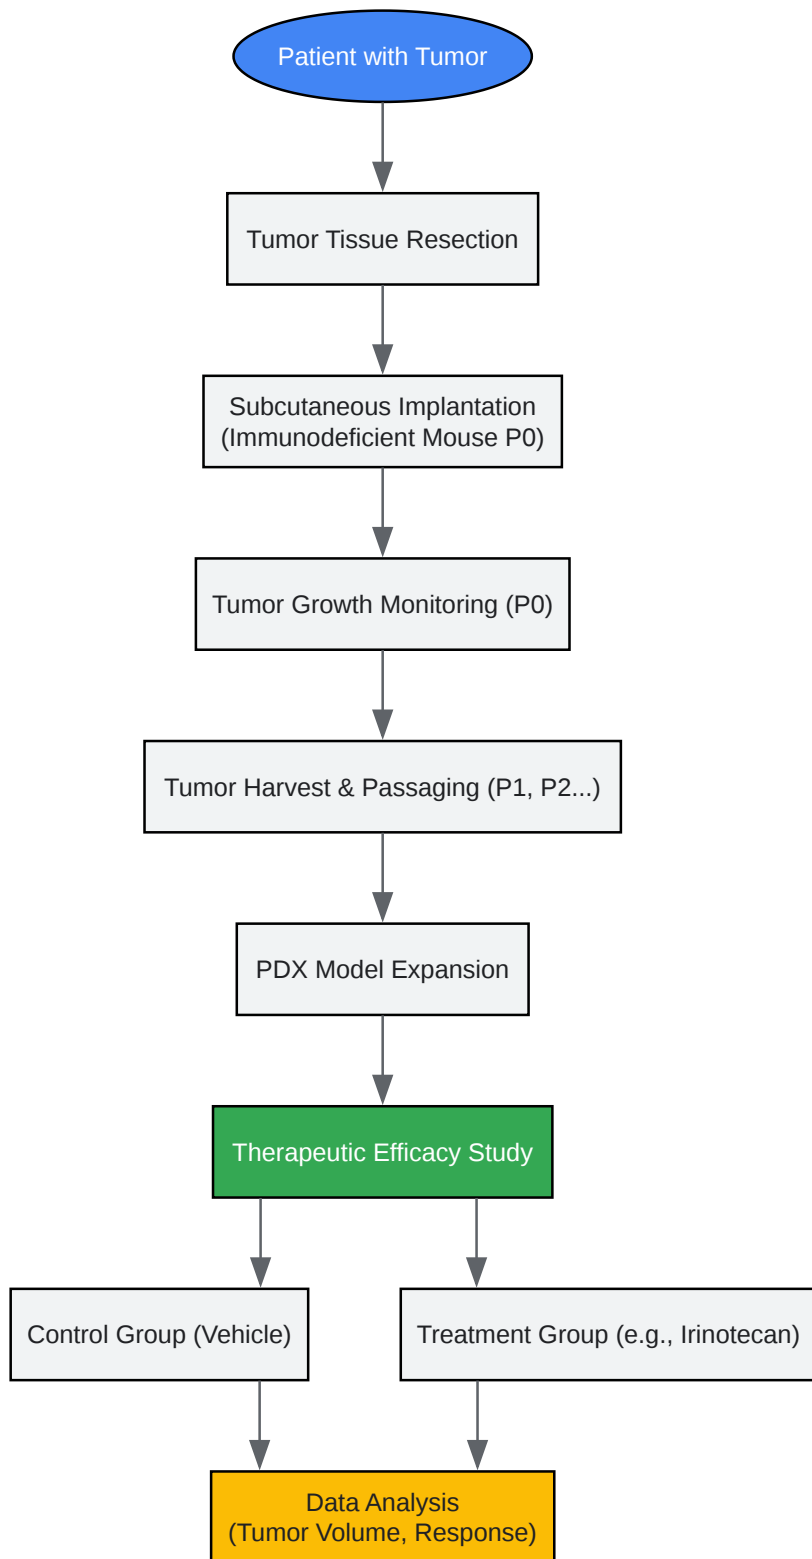 Patient with Tumor
Tumor Tissue Resection
Subcutaneous Implantation
(Immunodeficient Mouse P0)
Tumor Growth Monitoring (P0)
Tumor Harvest & Passaging (P1, P2...)
PDX Model Expansion
Therapeutic Efficacy Study
Control Group (Vehicle)
Treatment Group (e.g., Irinotecan)
Data Analysis
(Tumor Volume, Response)